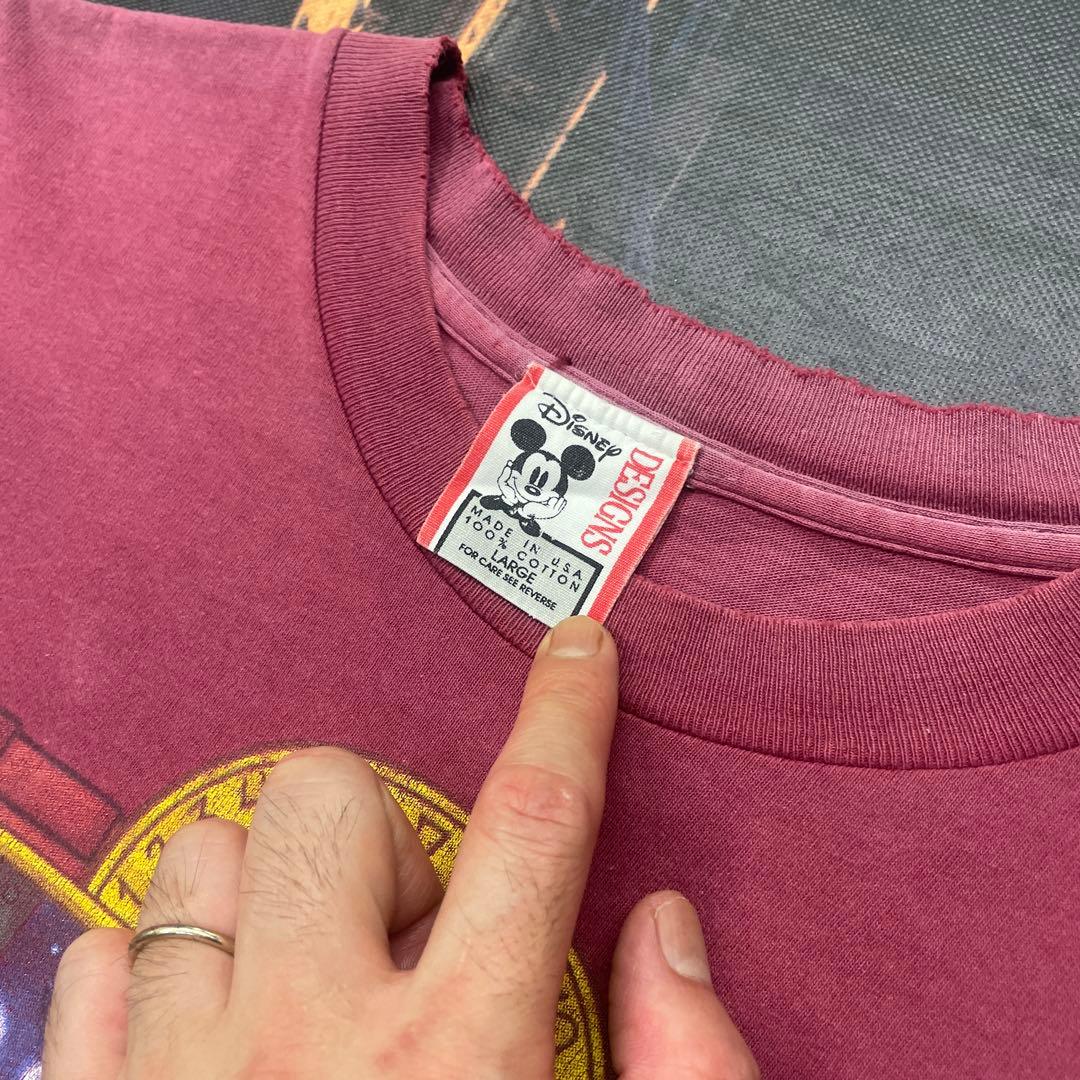 Disney
DESIGNS
MADE IN U.S.A.
100% COTTON
LARGE
FOR CARE SEE REVERSE